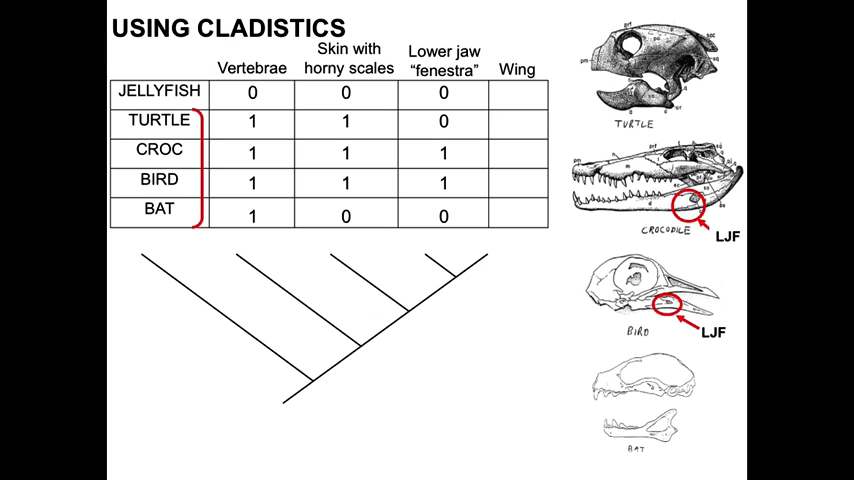 USING CLADISTICS
Vertebrae Skin with horny scales Lower jaw “fenestra” Wing
JELLYFISH 0 0 0
TURTLE 1 1 0
CROC 1 1 1
BIRD 1 1 1
BAT 1 0 0
TURTLE
CROCODILE
LJF
BIRD
LJF
BAT